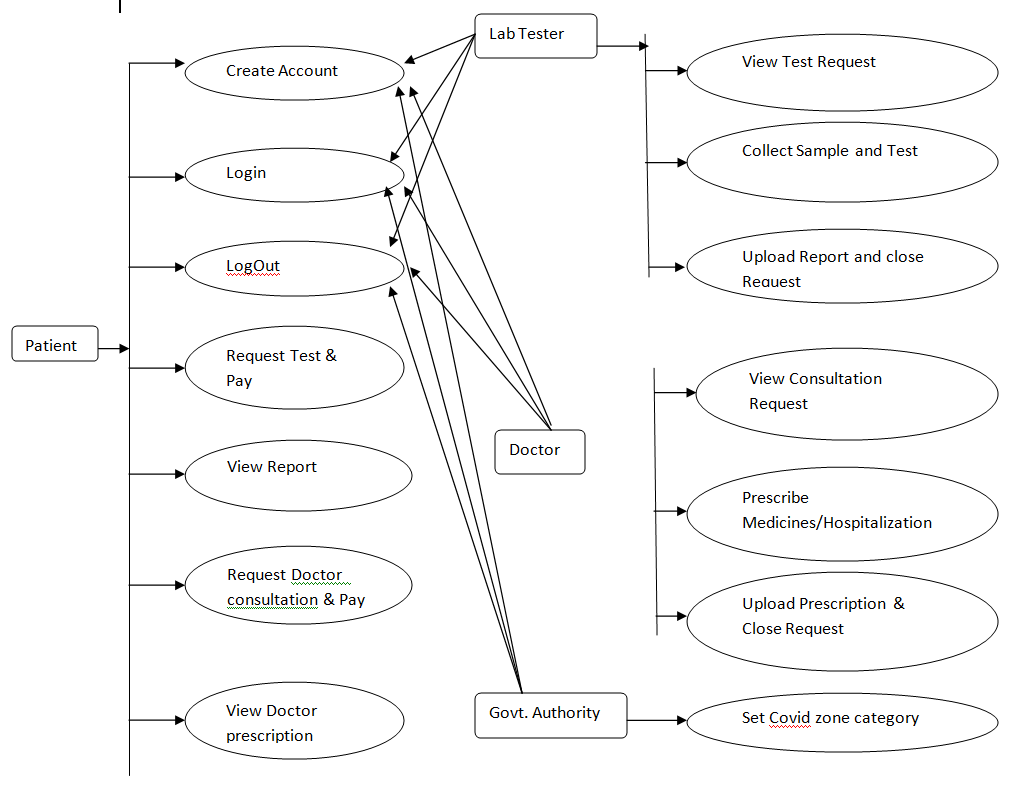 Lab Tester
Create Account
View Test Request
Collect Sample and Test
Login
LogOut
Upload Report and close
Request
Patient
Request Test &
Pay
View Consultation
Request
Doctor
View Report
Prescribe
Medicines/Hospitalization
Request Doctor
consultation & Pay
Upload Prescription &
Close Request
View Doctor
prescription
Govt. Authority
Set Covid zone category